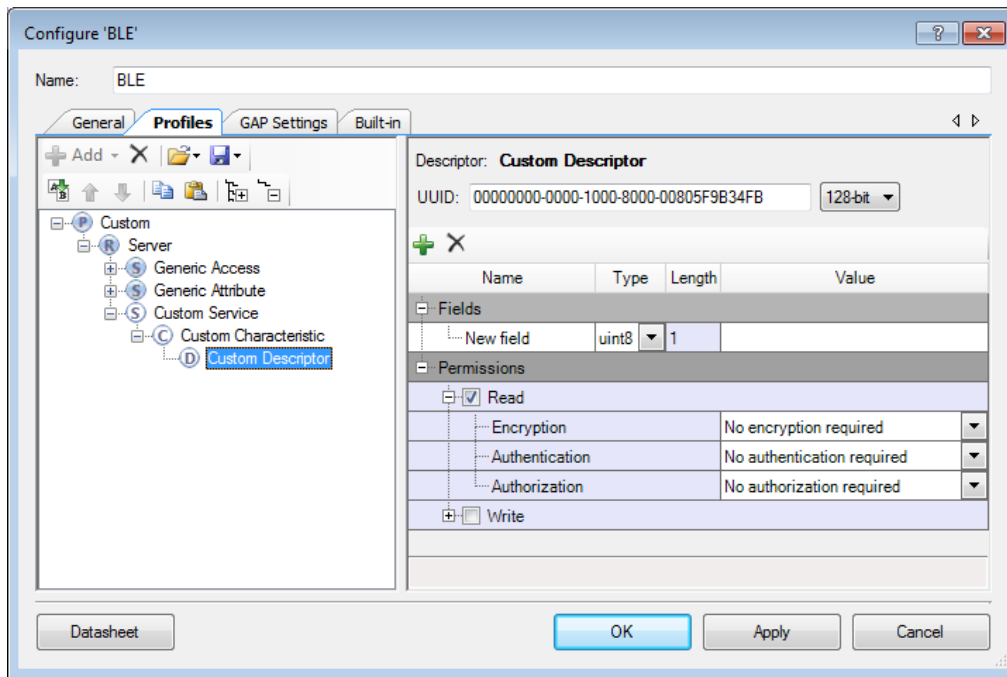 Configure 'BLE'
Name: BLE
General Profiles GAP Settings Built-in
Add
Descriptor: Custom Descriptor
UUID: 00000000-0000-1000-8000-00805F9B34FB 128-bit
Custom
Server
Generic Access
Generic Attribute
Custom Service
Custom Characteristic
Custom Descriptor
Name Type Length Value
Fields
New field uint8 1
Permissions
Read
Encryption No encryption required
Authentication No authentication required
Authorization No authorization required
Write
Datasheet OK Apply Cancel